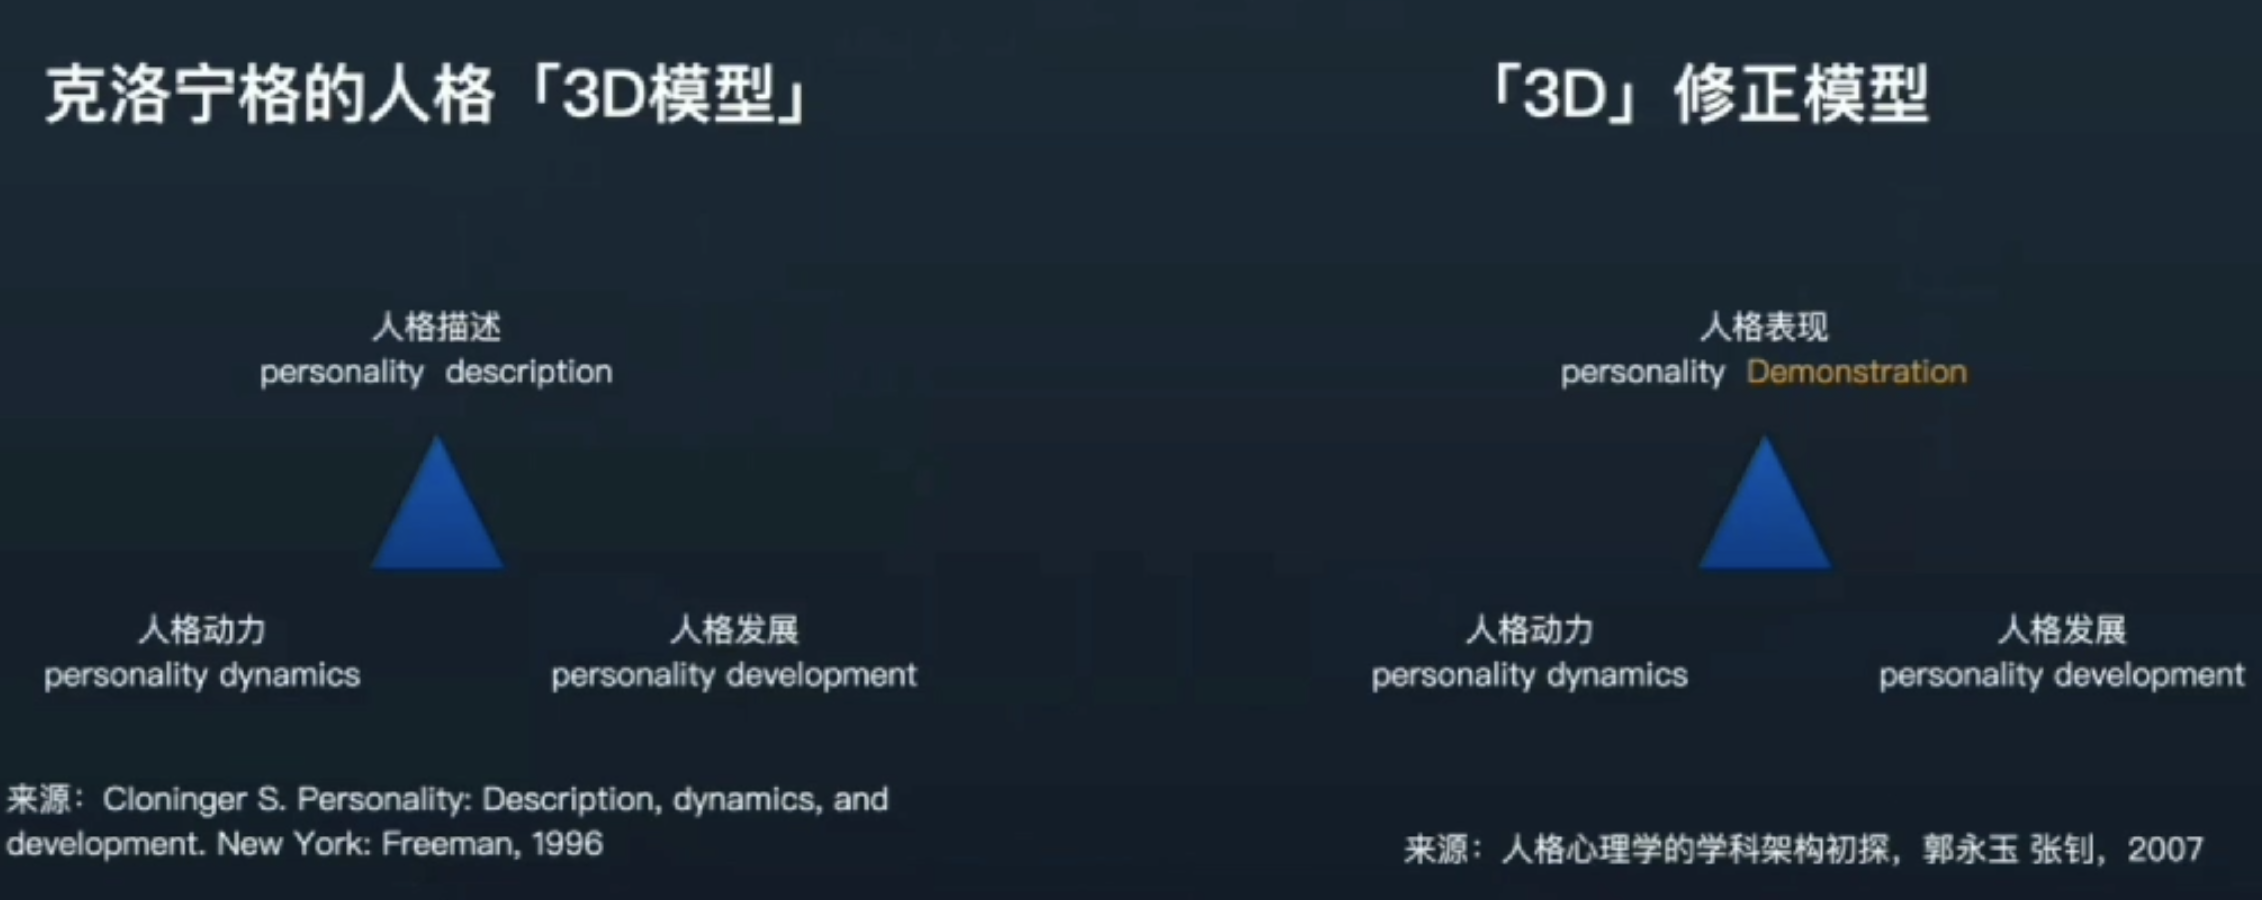 克洛宁格的人格「3D模型」
人格描述
personality description
人格动力
personality dynamics
人格发展
personality development
来源：Cloninger S. Personality: Description, dynamics, and
development. New York: Freeman, 1996
「3D」修正模型
人格表现
personality Demonstration
人格动力
personality dynamics
人格发展
personality development
来源：人格心理学的学科架构初探，郭永玉 张钊，2007